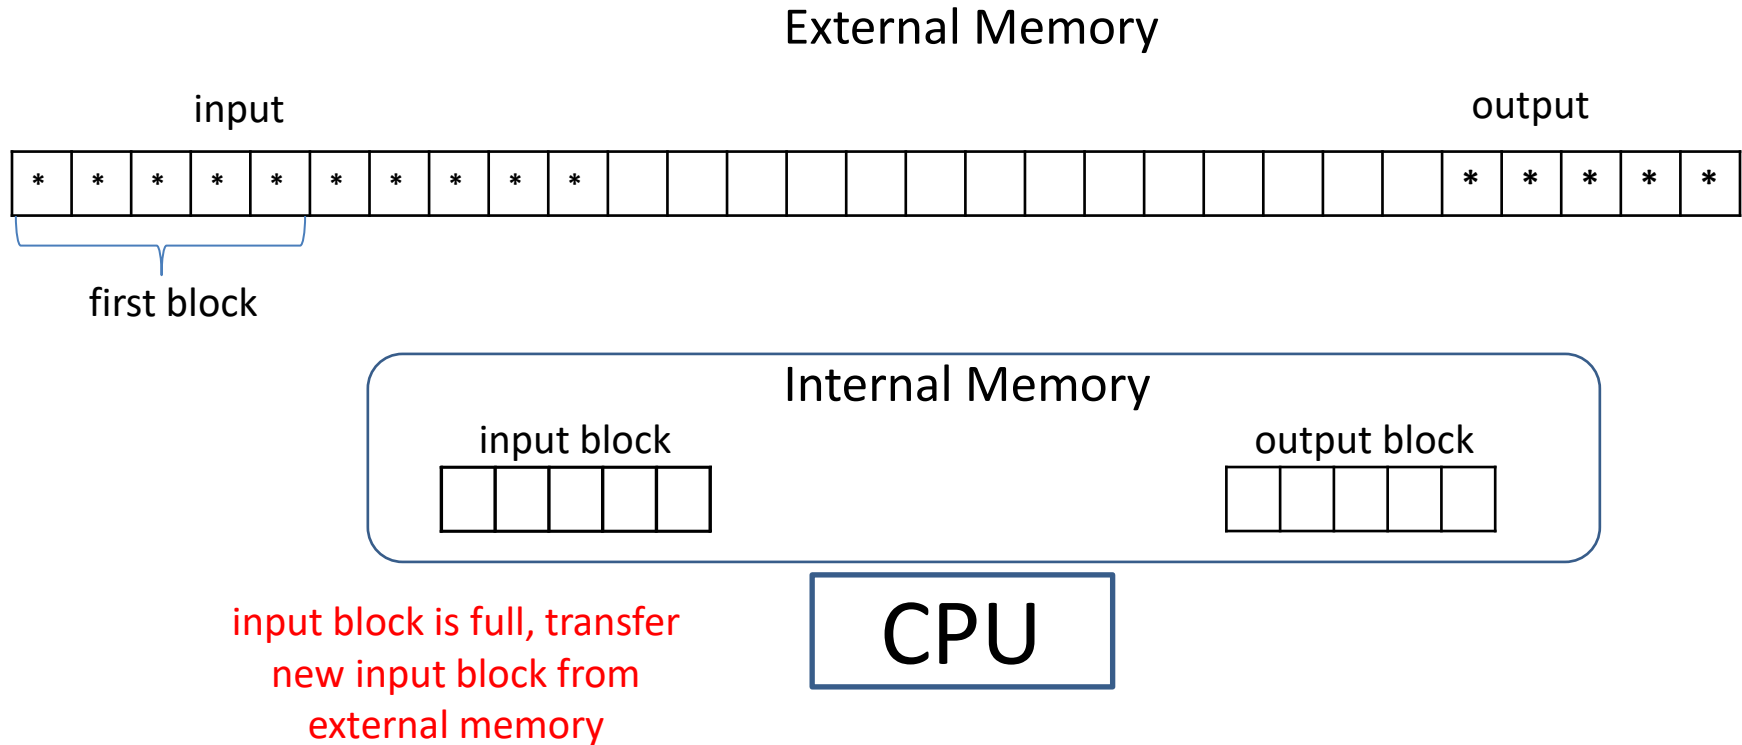 External Memory
input
output
* * * * * * * * * * * * * * *
first block
Internal Memory
input block
output block
CPU
input block is full, transfer
new input block from
external memory